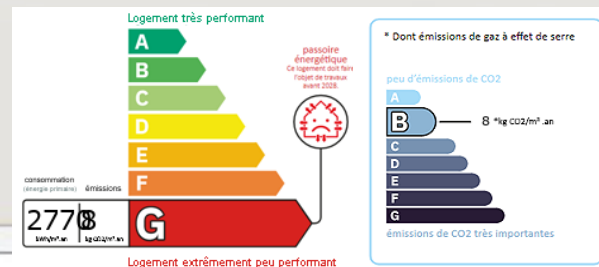 Logement très performant
A
B
C
D
E
F
G
passoire
énergétique
Ce logement doit faire
l'objet de travaux
avant 2028.
consommation
(énergie primaire)
émissions
2770
8
kWh/m².an
kg CO2/m².an
Logement extrêmement peu performant
* Dont émissions de gaz à effet de serre
peu d'émissions de CO2
A
B
8 *kg CO2/m².an
C
D
E
F
G
émissions de CO2 très importantes